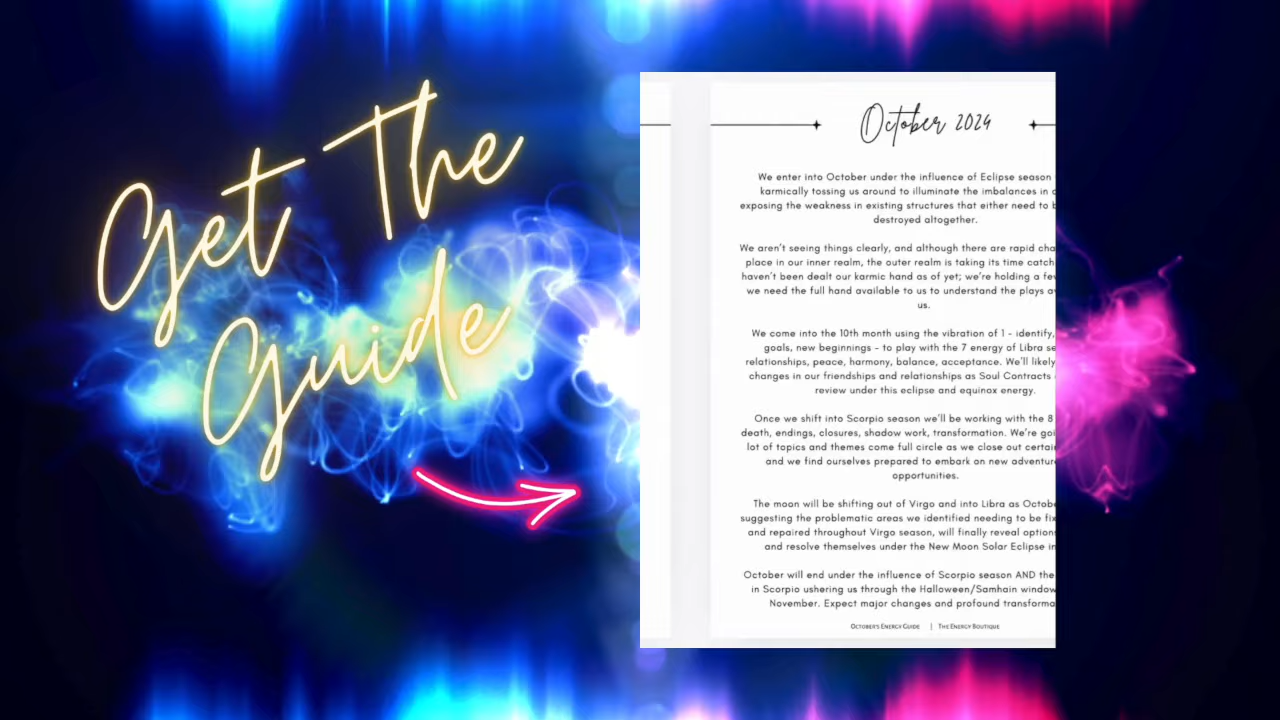 Get The
Guide
October 2024
We enter into October under the influence of Eclipse season
karmically tossing us around to illuminate the imbalances in
exposing the weakness in existing structures that either need to
destroyed altogether.
We aren't seeing things clearly, and although there are rapid
place in our inner realm, the outer realm is taking its time catch
haven't been dealt our karmic hand as of yet; we're holding a
we need the full hand available to us to understand the plays
us.
We come into the 10th month using the vibration of 1 - identify,
goals, new beginnings - to play with the 7 energy of Libra
relationships, peace, harmony, balance, acceptance. We'll likely
changes in our friendships and relationships as Soul Contracts
review under this eclipse and equinox energy.
Once we shift into Scorpio season we'll be working with the 8
death, endings, closures, shadow work, transformation. We're
lot of topics and themes come full circle as we close out
and we find ourselves prepared to embark on new
opportunities.
The moon will be shifting out of Virgo and into Libra as
suggesting the problematic areas we identified needing to be
and repaired throughout Virgo season, will finally reveal
and resolve themselves under the New Moon Solar Eclipse
October will end under the influence of Scorpio season AND the
in Scorpio ushering us through the Halloween/Samhain window
November. Expect major changes and profound
October's Energy Guide | The Energy Boutique